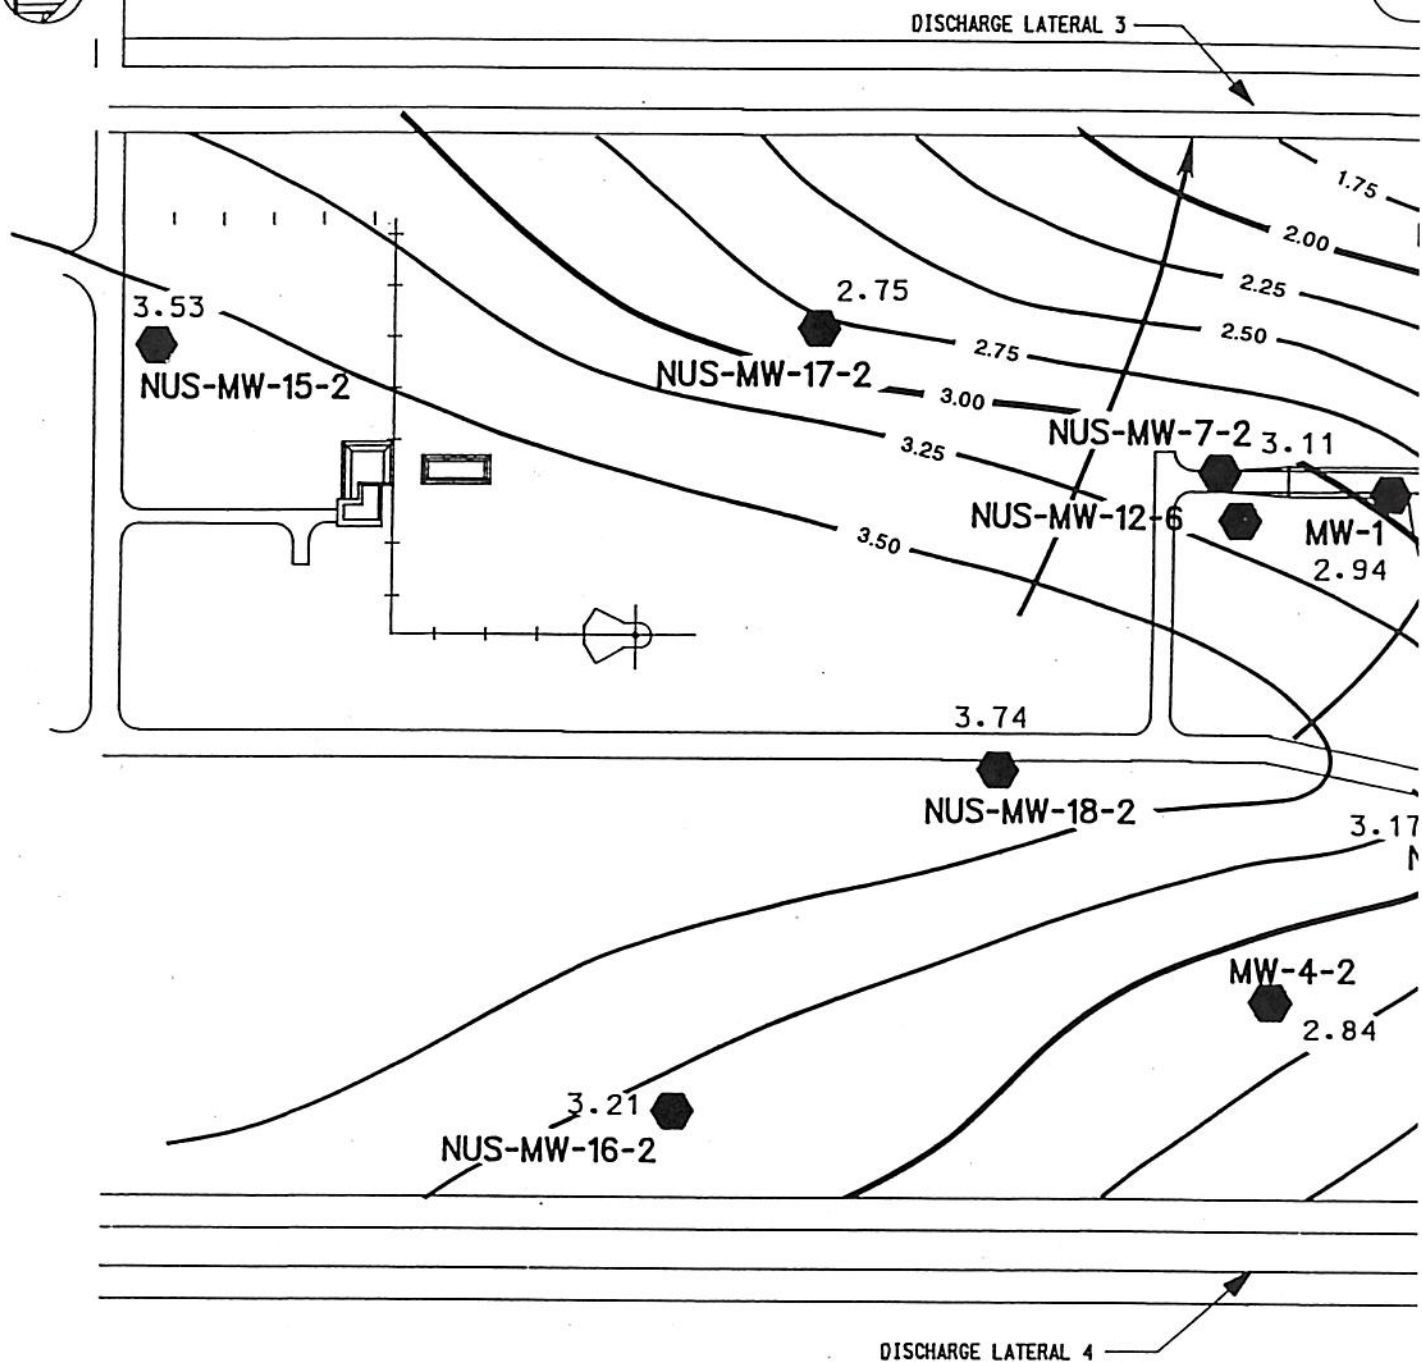 DISCHARGE LATERAL 3
1.75
2.00
2.25
2.50
2.75
3.53
2.75
NUS-MW-15-2
NUS-MW-17-2
3.00
3.25
NUS-MW-7-2 3.11
NUS-MW-12-6
MW-1
2.94
3.50
3.74
NUS-MW-18-2
3.17
N
MW-4-2
2.84
3.21
NUS-MW-16-2
DISCHARGE LATERAL 4